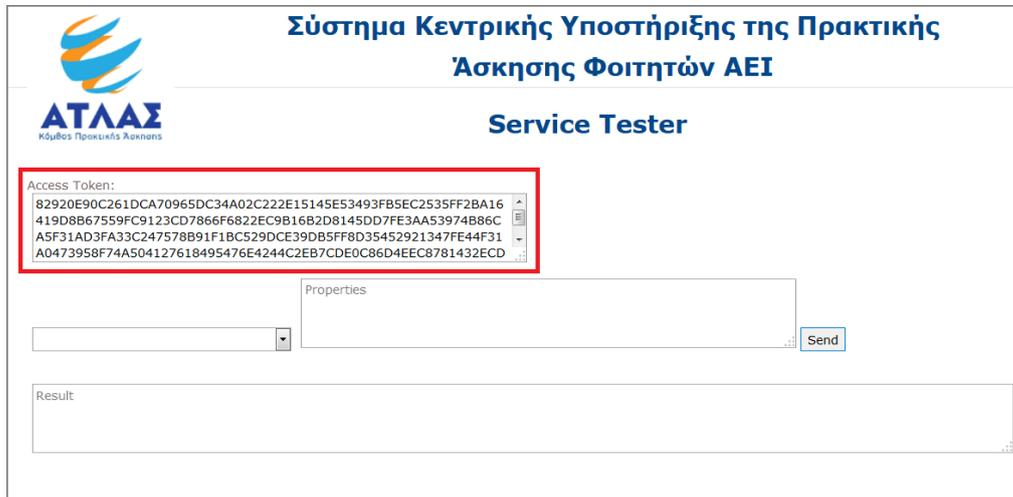 Σύστημα Κεντρικής Υποστήριξης της Πρακτικής
Άσκησης Φοιτητών ΑΕΙ
ΑΤΛΑΣ
Κόμβος Πρακτικής Άσκησης
Service Tester
Access Token:
82920E90C261DCA70965DC34A02C222E15145E53493FB5EC2535FF2BA16
419D8B67559FC9123CD7866F6822EC9B16B2D8145DD7FE3AA53974B86C
A5F31AD3FA33C247578B91F1BC529DCE39DB5FF8D35452921347FE44F31
A0473958F74A504127618495476E4244C2EB7CDE0C86D4EEC8781432ECD
Properties
Send
Result